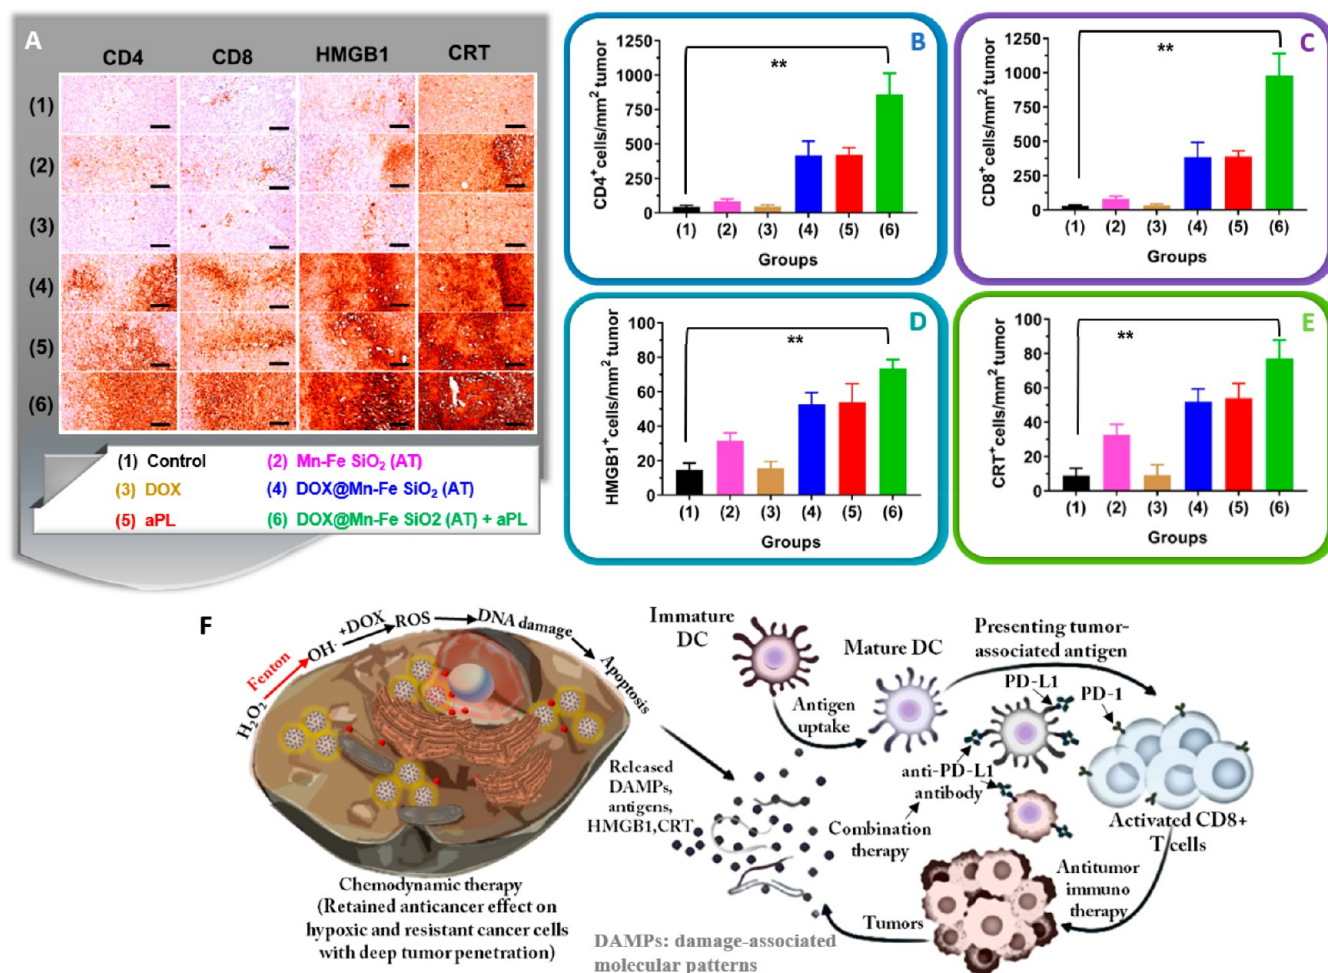 A
CD4 CD8 HMGB1 CRT
(1)
(2)
(3)
(4)
(5)
(6)
(1) Control (2) Mn-Fe SiO₂ (AT)
(3) DOX (4) DOX@Mn-Fe SiO₂ (AT)
(5) aPL (6) DOX@Mn-Fe SiO2 (AT) + aPL
B
CD4⁺cells/mm² tumor
1250
1000
750
500
250
0
**
(1) (2) (3) (4) (5) (6)
Groups
C
CD8⁺cells/mm² tumor
1250
1000
750
500
250
0
**
(1) (2) (3) (4) (5) (6)
Groups
D
HMGB1⁺cells/mm² tumor
100
80
60
40
20
0
**
(1) (2) (3) (4) (5) (6)
Groups
E
CRT⁺cells/mm² tumor
100
80
60
40
20
0
**
(1) (2) (3) (4) (5) (6)
Groups
F
H₂O₂
Fenton
OH·
+DOX
ROS
DNA damage
Apoptosis
Chemodynamic therapy
(Retained anticancer effect on
hypoxic and resistant cancer cells
with deep tumor penetration)
Immature
DC
Antigen
uptake
Mature DC
Presenting tumor-
associated antigen
PD-L1
PD-1
Released
DAMPs,
antigens,
HMGB1,CRT
anti-PD-L1
antibody
Combination
therapy
Activated CD8+
T cells
Antitumor
immuno
therapy
Tumors
DAMPs: damage-associated
molecular patterns